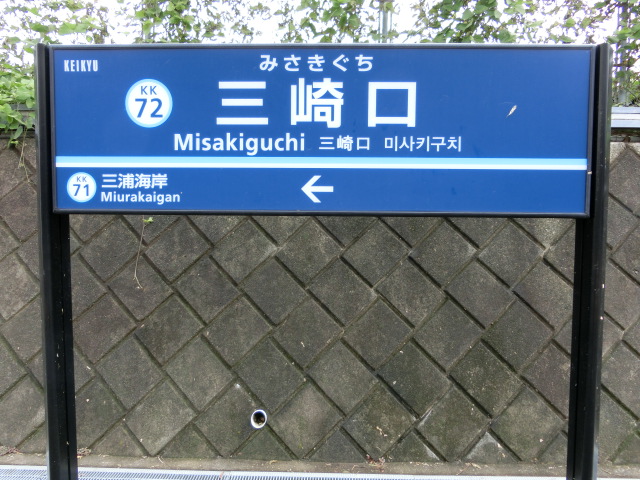 KEIKYU
みさきぐち
KK
72
三崎口
Misakiguchi 三崎口 미사키구치
KK
71
三浦海岸
Miurakaigan
←